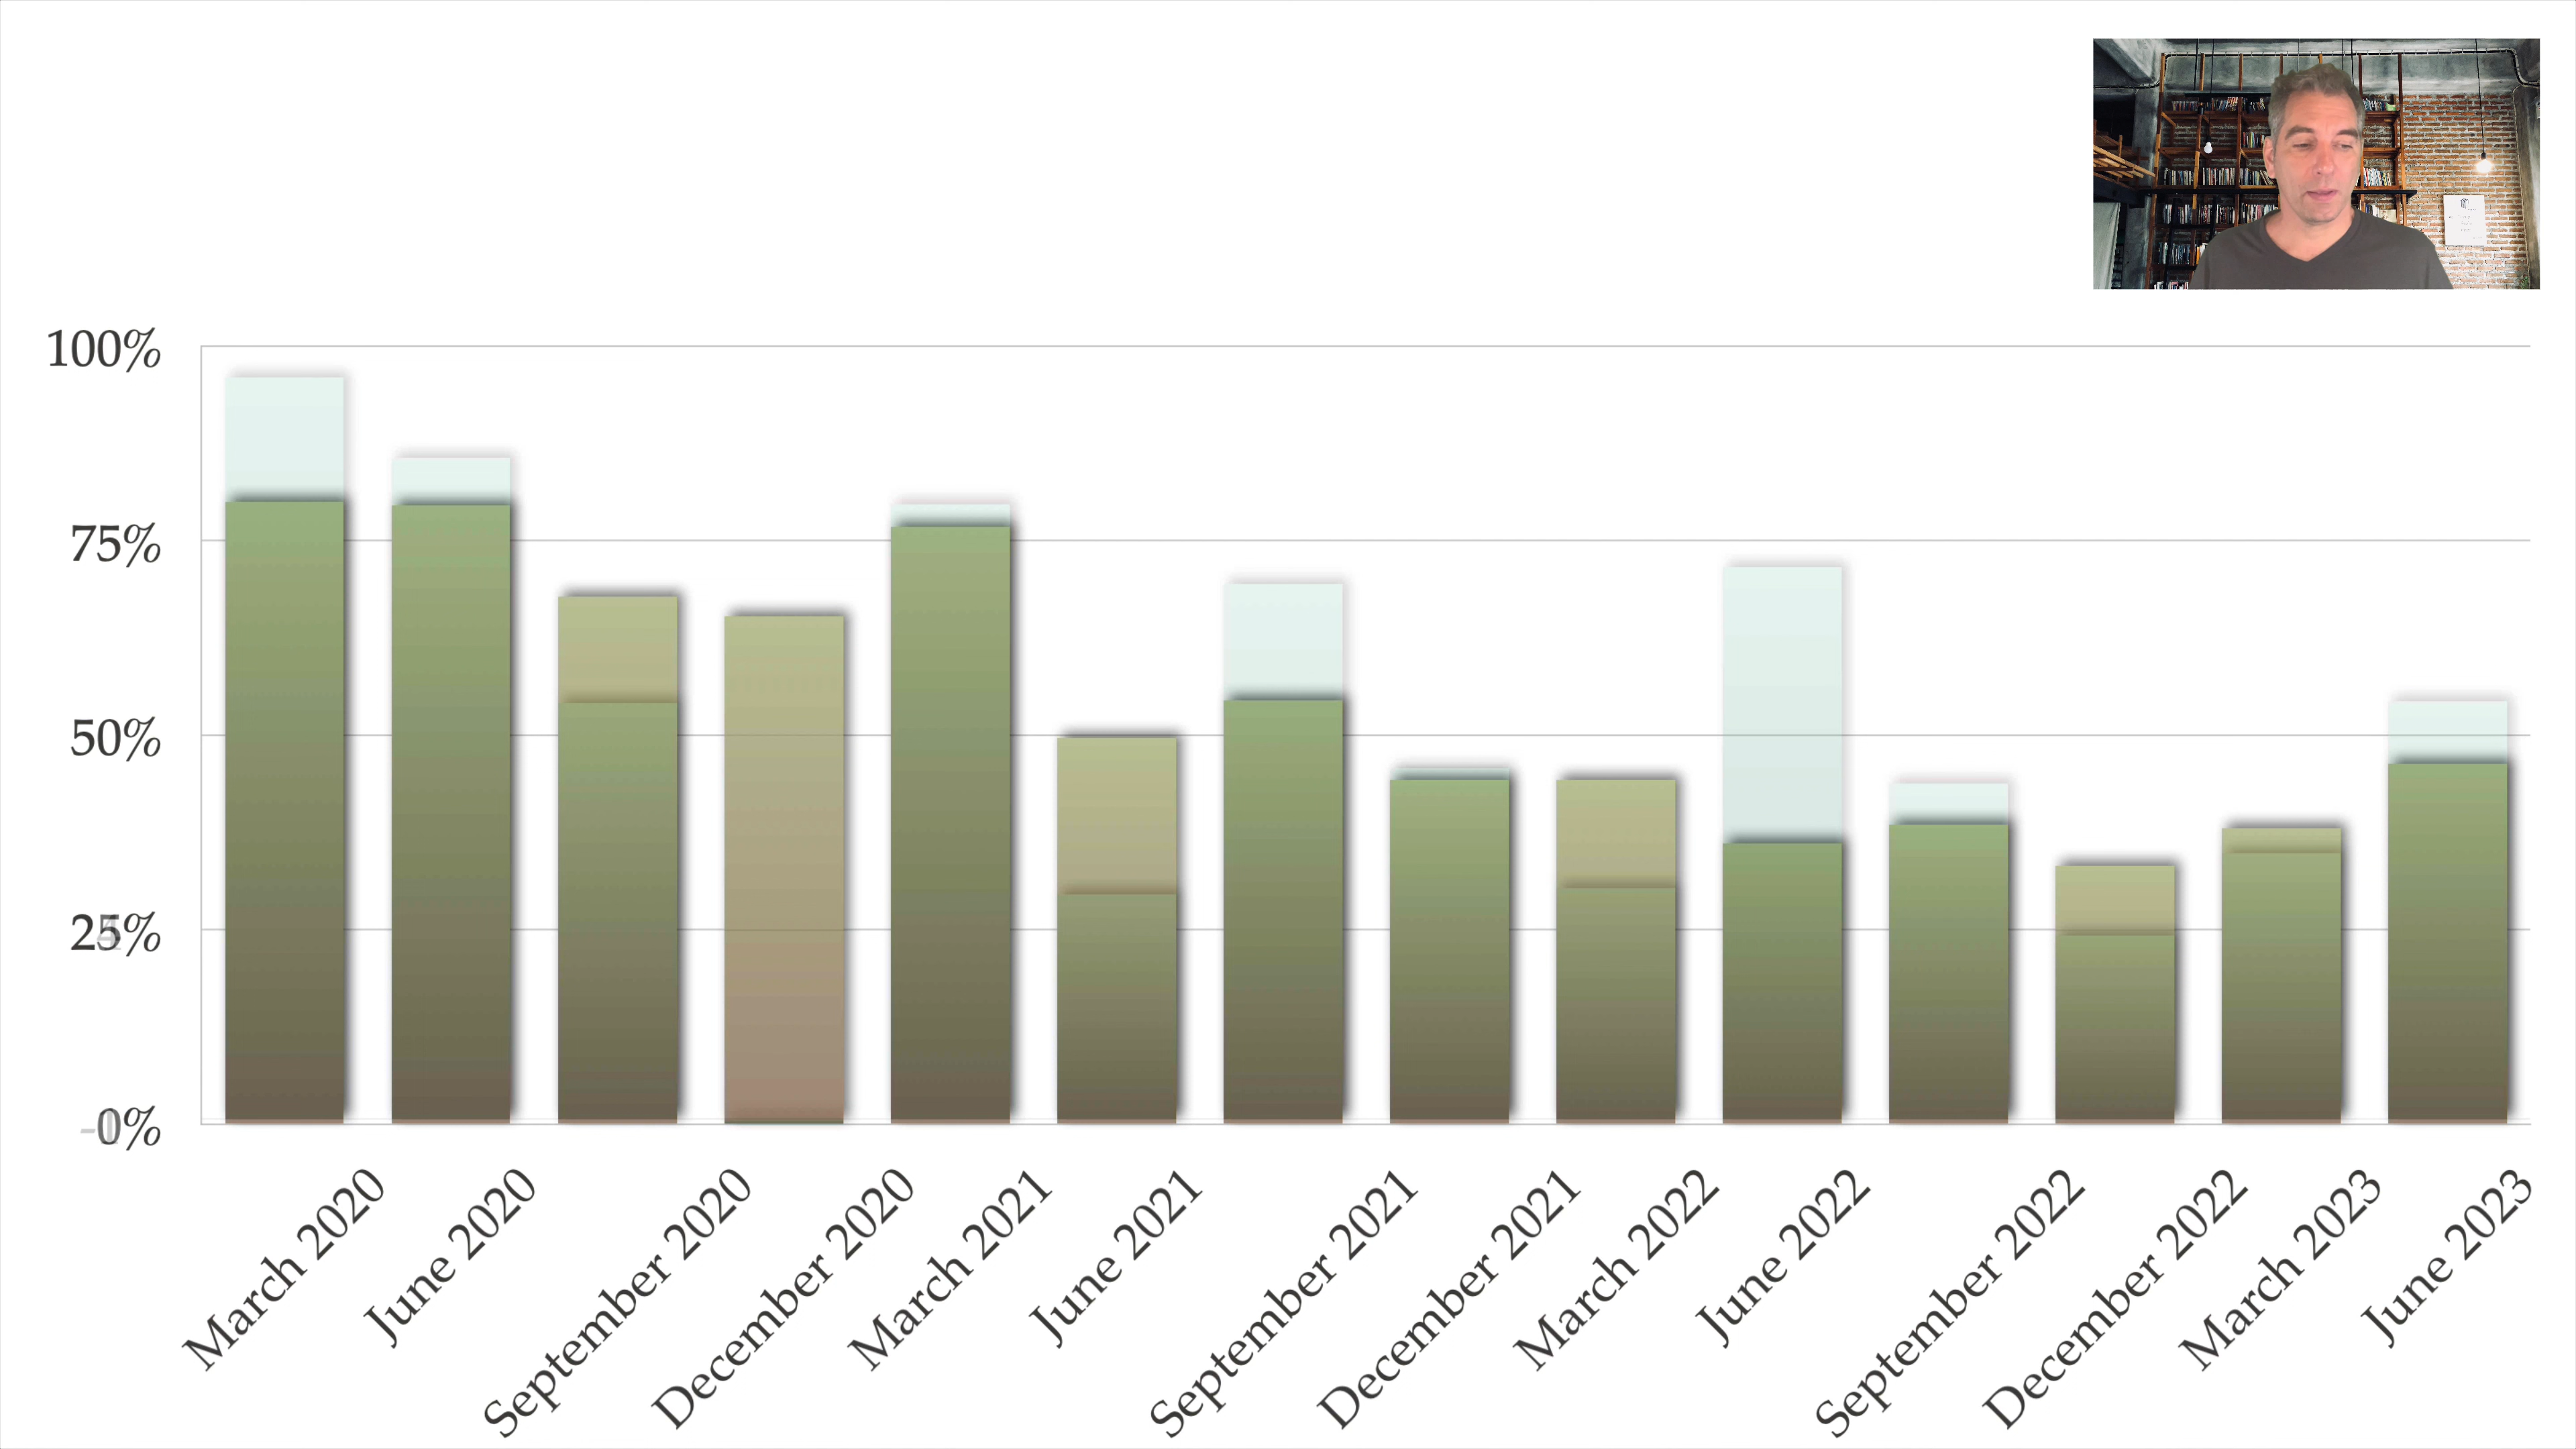 100%
75%
50%
25%
0%
March 2020
June 2020
September 2020
December 2020
March 2021
June 2021
September 2021
December 2021
March 2022
June 2022
September 2022
December 2022
March 2023
June 2023